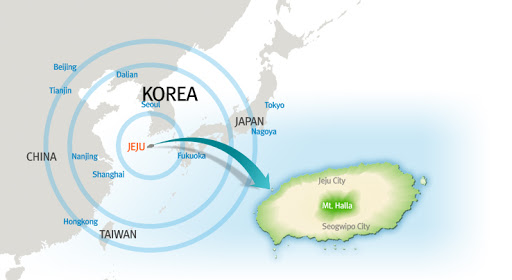 Beijing
Dalian
Tianjin
KOREA
Seoul
Tokyo
JAPAN
Nagoya
JEJU
CHINA
Nanjing
Fukuoka
Shanghai
Jeju City
Mt. Halla
Hongkong
Seogwipo City
TAIWAN